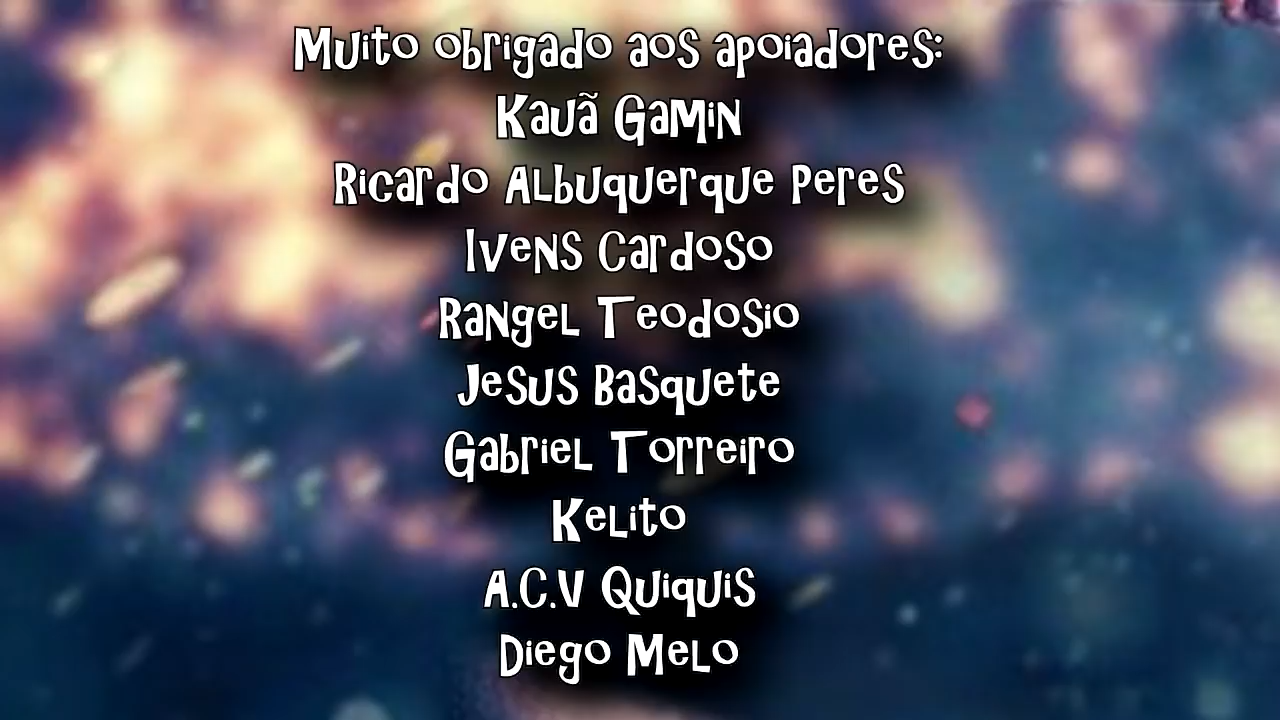 Muito obrigado aos apoiadores:
Kauã Gamin
Ricardo Albuquerque Peres
Ivens Cardoso
Rangel Teodosio
Jesus Basquete
Gabriel Torreiro
Kelito
A.C.V Quiquis
Diego Melo